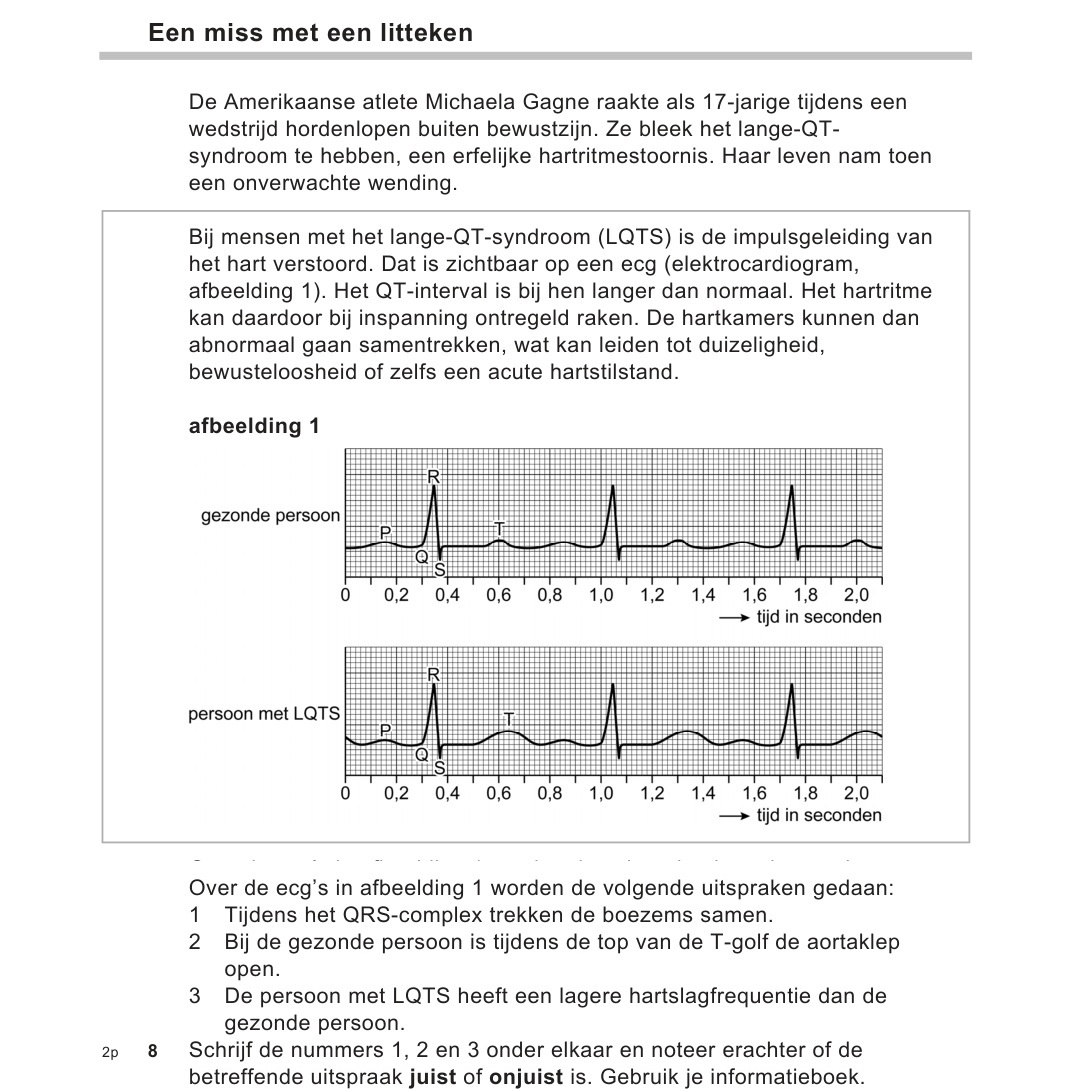 Een miss met een litteken
De Amerikaanse atlete Michaela Gagne raakte als 17-jarige tijdens een
wedstrijd hordenlopen buiten bewustzijn. Ze bleek het lange-QT-
syndroom te hebben, een erfelijke hartritmestoornis. Haar leven nam toen
een onverwachte wending.
Bij mensen met het lange-QT-syndroom (LQTS) is de impulsgeleiding van
het hart verstoord. Dat is zichtbaar op een ecg (elektrocardiogram,
afbeelding 1). Het QT-interval is bij hen langer dan normaal. Het hartritme
kan daardoor bij inspanning ontregeld raken. De hartkamers kunnen dan
abnormaal gaan samentrekken, wat kan leiden tot duizeligheid,
bewusteloosheid of zelfs een acute hartstilstand.
afbeelding 1
gezonde persoon
P
Q
R
S
T
0 0,2 0,4 0,6 0,8 1,0 1,2 1,4 1,6 1,8 2,0
→ tijd in seconden
persoon met LQTS
P
Q
R
S
T
0 0,2 0,4 0,6 0,8 1,0 1,2 1,4 1,6 1,8 2,0
→ tijd in seconden
Over de ecg's in afbeelding 1 worden de volgende uitspraken gedaan:
1 Tijdens het QRS-complex trekken de boezems samen.
2 Bij de gezonde persoon is tijdens de top van de T-golf de aortaklep
open.
3 De persoon met LQTS heeft een lagere hartslagfrequentie dan de
gezonde persoon.
2p 8 Schrijf de nummers 1, 2 en 3 onder elkaar en noteer erachter of de
betreffende uitspraak juist of onjuist is. Gebruik je informatieboek.